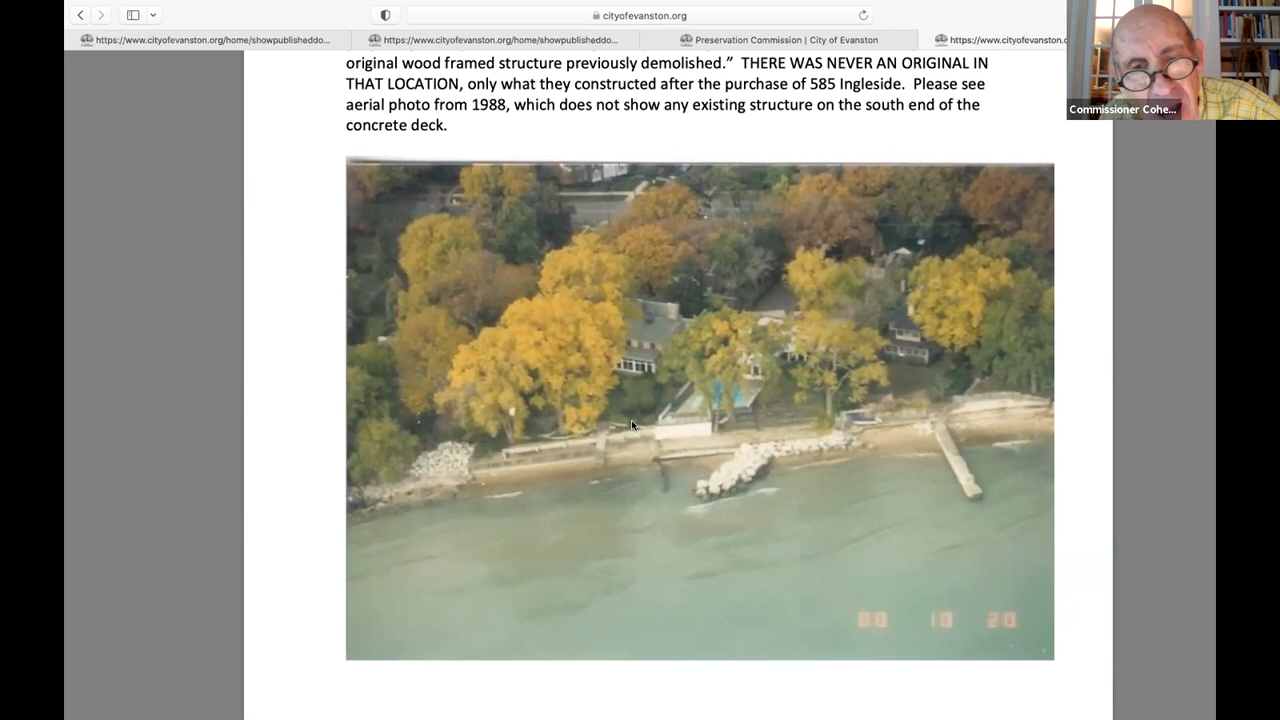 cityofevanston.org
https://www.cityofevanston.org/home/showpublisheddo...
https://www.cityofevanston.org/home/showpublisheddo...
Preservation Commission | City of Evanston
https://www.cityofevanston.o
Commissioner Cohe...
original wood framed structure previously demolished.” THERE WAS NEVER AN ORIGINAL IN
THAT LOCATION, only what they constructed after the purchase of 585 Ingleside. Please see
aerial photo from 1988, which does not show any existing structure on the south end of the
concrete deck.
88 10 20